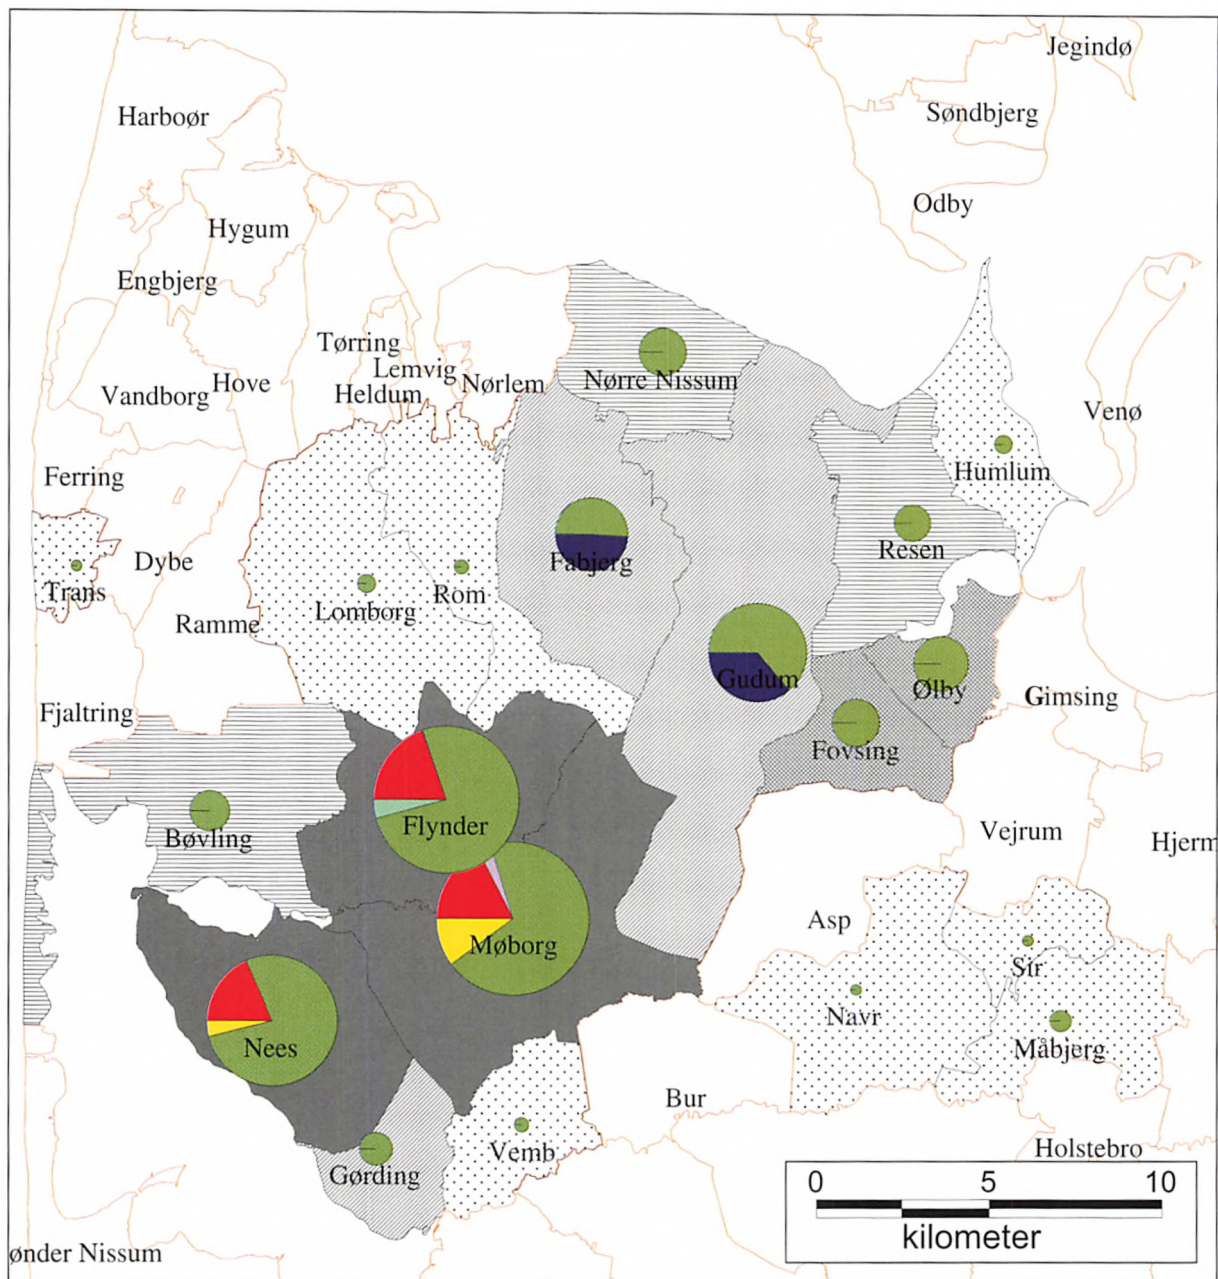 Jegindø
Harboør
Søndbjerg
Odby
Hygum
Engbjerg
Tørring
Lemvig
Nørlem
Nørre Nissum
Vandborg
Hove
Heldum
Venø
Ferring
Humlum
Dybe
Fabjerg
Resen
Trans
Lomborg
Rom
Ramme
Gudum
Ølby
Gimsing
Fjaltring
Fovsing
Flynder
Vejrum
Bøvling
Hjerm
Asp
Møborg
Sir
Navr
Nees
Måbjerg
Bur
Vemb
Holstebro
Gørding
0 5 10
kilometer
ønder Nissum